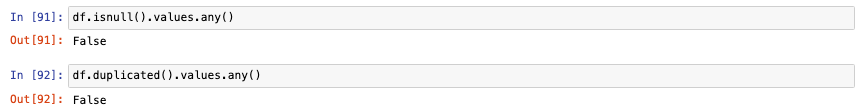 In [91]: df.isnull().values.any()
Out[91]: False
In [92]: df.duplicated().values.any()
Out[92]: False